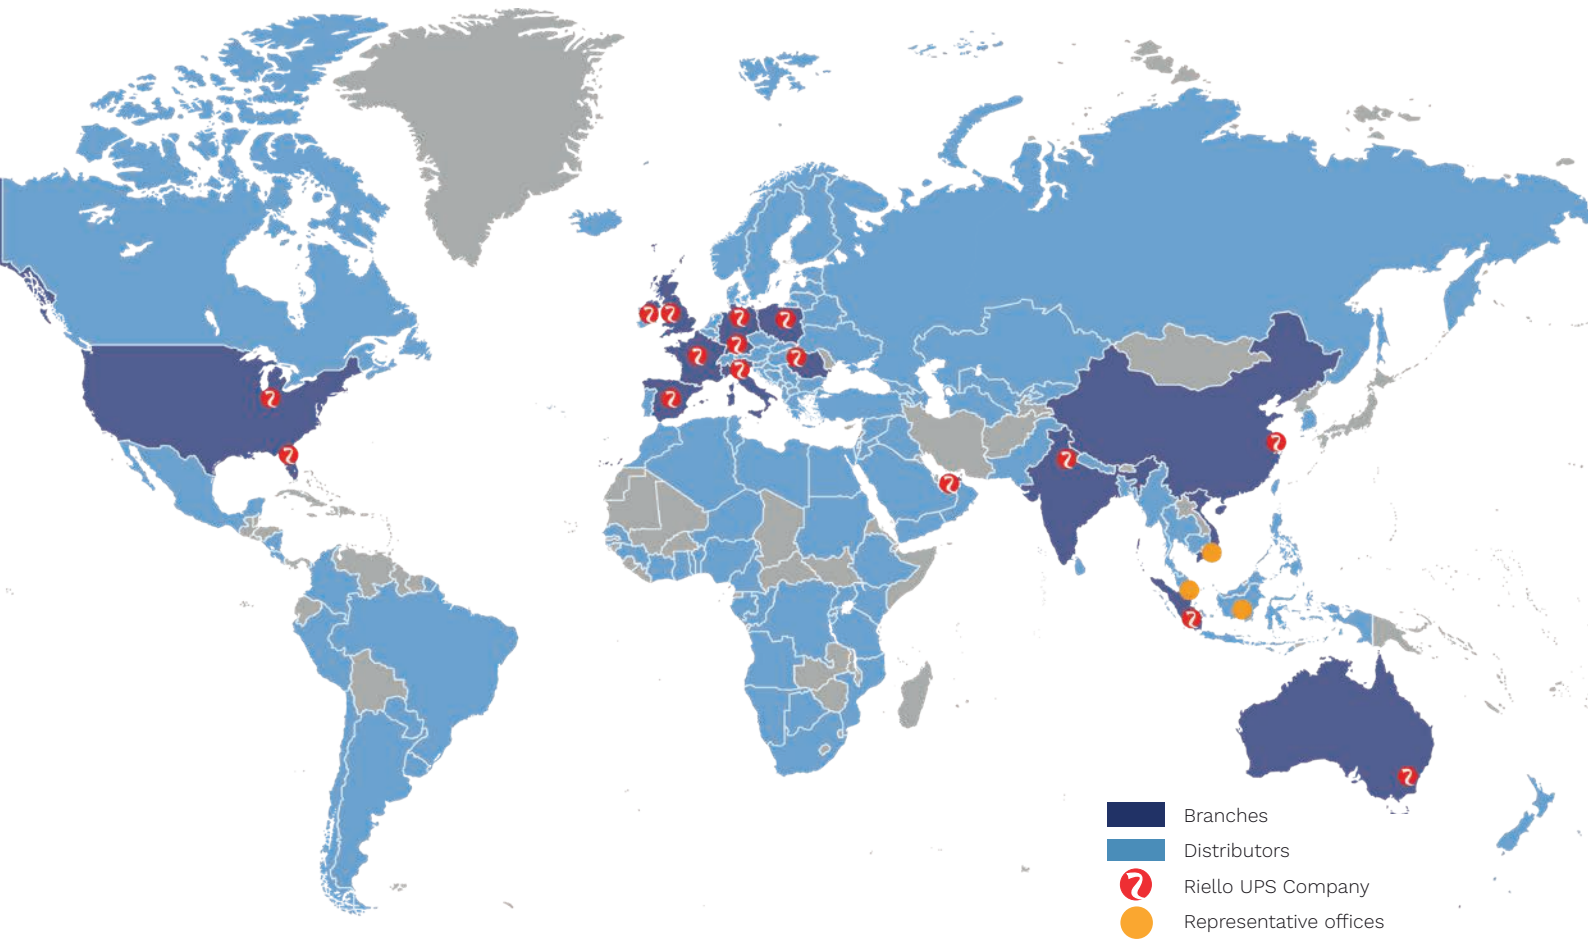 Branches
Distributors
Riello UPS Company
Representative offices